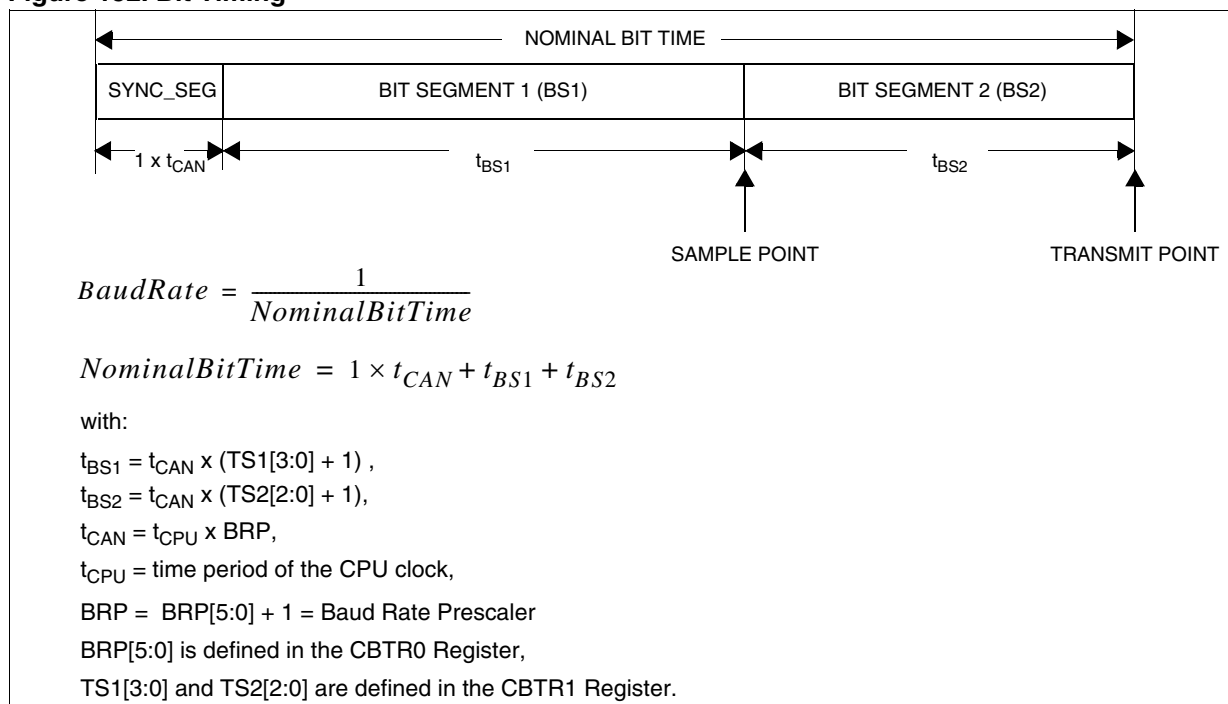 Figure 132. Bit Timing
NOMINAL BIT TIME
SYNC_SEG BIT SEGMENT 1 (BS1) BIT SEGMENT 2 (BS2)
1 x tCAN tBS1 tBS2
SAMPLE POINT TRANSMIT POINT
BaudRate = 1 / NominalBitTime
NominalBitTime = 1 × tCAN + tBS1 + tBS2
with:
tBS1 = tCAN x (TS1[3:0] + 1) ,
tBS2 = tCAN x (TS2[2:0] + 1),
tCAN = tCPU x BRP,
tCPU = time period of the CPU clock,
BRP = BRP[5:0] + 1 = Baud Rate Prescaler
BRP[5:0] is defined in the CBTR0 Register,
TS1[3:0] and TS2[2:0] are defined in the CBTR1 Register.